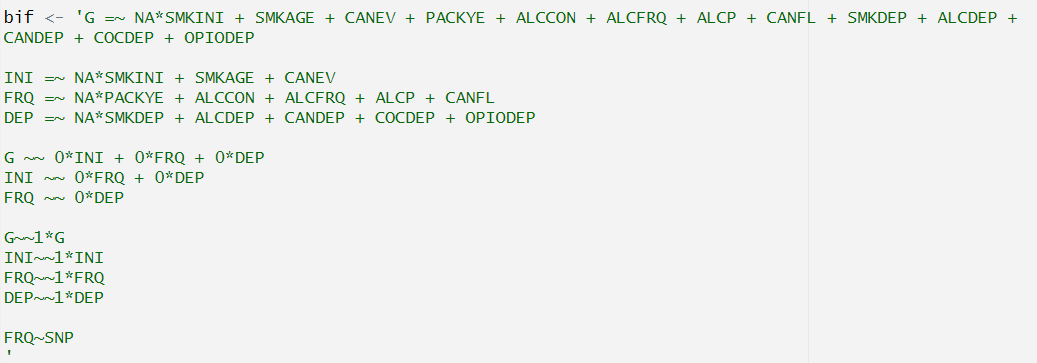 bif <- 'G =~ NA*SMKINI + SMKAGE + CANEV + PACKYE + ALCCON + ALCFRQ + ALCP + CANFL + SMKDEP + ALCDEP +
CANDEP + COCDEP + OPIODEP
INI =~ NA*SMKINI + SMKAGE + CANEV
FRQ =~ NA*PACKYE + ALCCON + ALCFRQ + ALCP + CANFL
DEP =~ NA*SMKDEP + ALCDEP + CANDEP + COCDEP + OPIODEP
G ~~ 0*INI + 0*FRQ + 0*DEP
INI ~~ 0*FRQ + 0*DEP
FRQ ~~ 0*DEP
G~~1*G
INI~~1*INI
FRQ~~1*FRQ
DEP~~1*DEP
FRQ~SNP
'